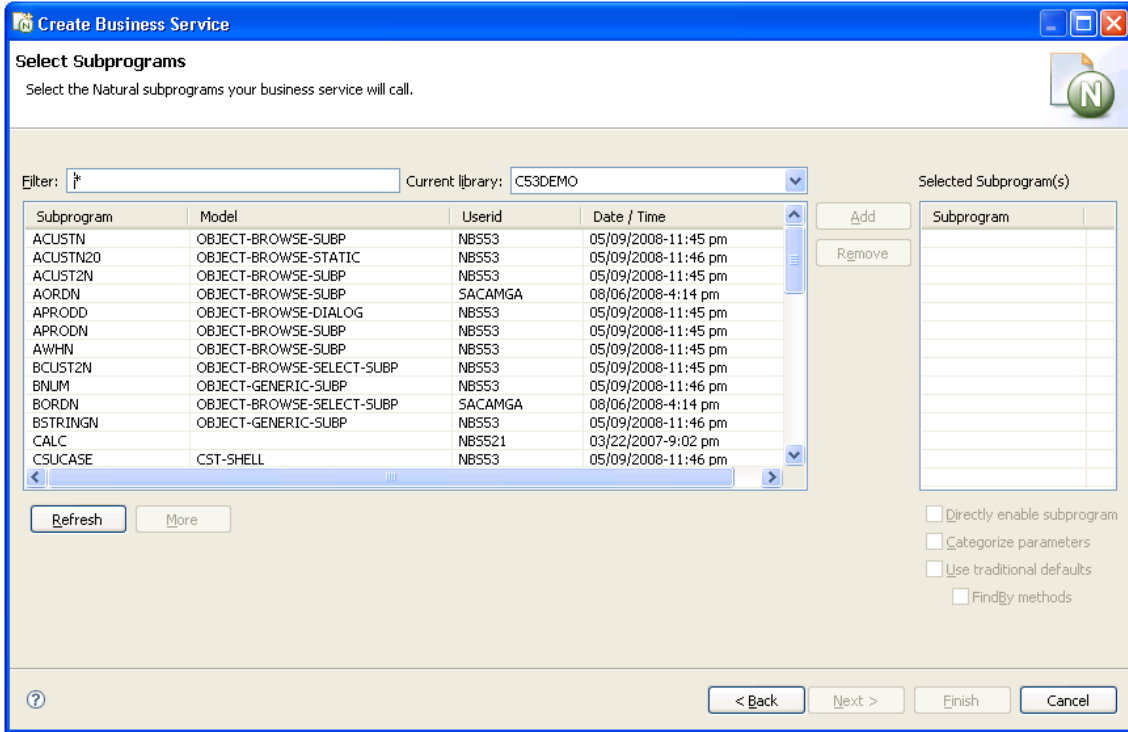 Create Business Service
Select Subprograms
Select the Natural subprograms your business service will call.
N
Filter: * Current library: C53DEMO Selected Subprogram(s)
Subprogram Model Userid Date / Time Add Subprogram
ACUSTN OBJECT-BROWSE-SUBP NBS53 05/09/2008-11:45 pm
ACUSTN20 OBJECT-BROWSE-STATIC NBS53 05/09/2008-11:46 pm Remove
ACUST2N OBJECT-BROWSE-SUBP NBS53 05/09/2008-11:45 pm
AORDN OBJECT-BROWSE-SUBP SACAMGA 08/06/2008-4:14 pm
APRODD OBJECT-BROWSE-DIALOG NBS53 05/09/2008-11:45 pm
APRODN OBJECT-BROWSE-SUBP NBS53 05/09/2008-11:45 pm
AWHN OBJECT-BROWSE-SUBP NBS53 05/09/2008-11:45 pm
BCUST2N OBJECT-BROWSE-SELECT-SUBP NBS53 05/09/2008-11:45 pm
BNUM OBJECT-GENERIC-SUBP NBS53 05/09/2008-11:46 pm
BORDN OBJECT-BROWSE-SELECT-SUBP SACAMGA 08/06/2008-4:14 pm
BSTRINGN OBJECT-GENERIC-SUBP NBS53 05/09/2008-11:46 pm
CALC NBS521 03/22/2007-9:02 pm
CSUCASE CST-SHELL NBS53 05/09/2008-11:46 pm
Refresh More Directly enable subprogram
Categorize parameters
Use traditional defaults
FindBy methods
? < Back Next > Finish Cancel